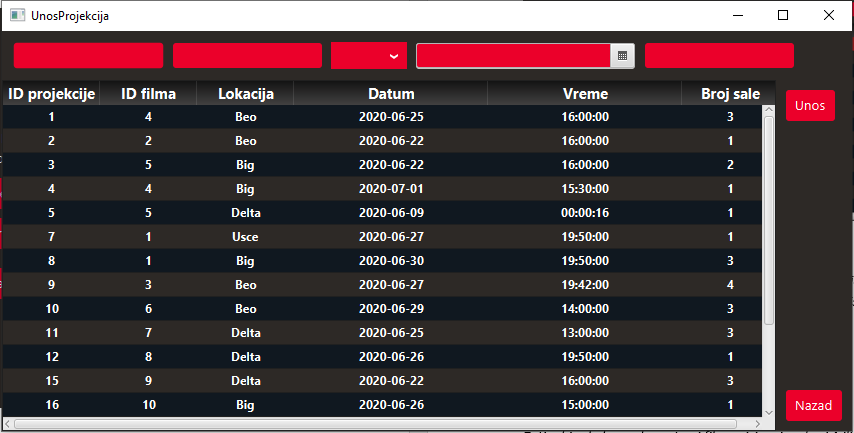 UnosProjekcija
ID projekcije ID filma Lokacija Datum Vreme Broj sale
1 4 Beo 2020-06-25 16:00:00 3
2 2 Beo 2020-06-22 16:00:00 1
3 5 Big 2020-06-22 16:00:00 2
4 4 Big 2020-07-01 15:30:00 1
5 5 Delta 2020-06-09 00:00:16 1
7 1 Usce 2020-06-27 19:50:00 1
8 1 Big 2020-06-30 19:50:00 3
9 3 Beo 2020-06-27 19:42:00 4
10 6 Beo 2020-06-29 14:00:00 3
11 7 Delta 2020-06-25 13:00:00 3
12 8 Delta 2020-06-26 19:50:00 1
15 9 Delta 2020-06-22 16:00:00 3
16 10 Big 2020-06-26 15:00:00 1
Unos
Nazad